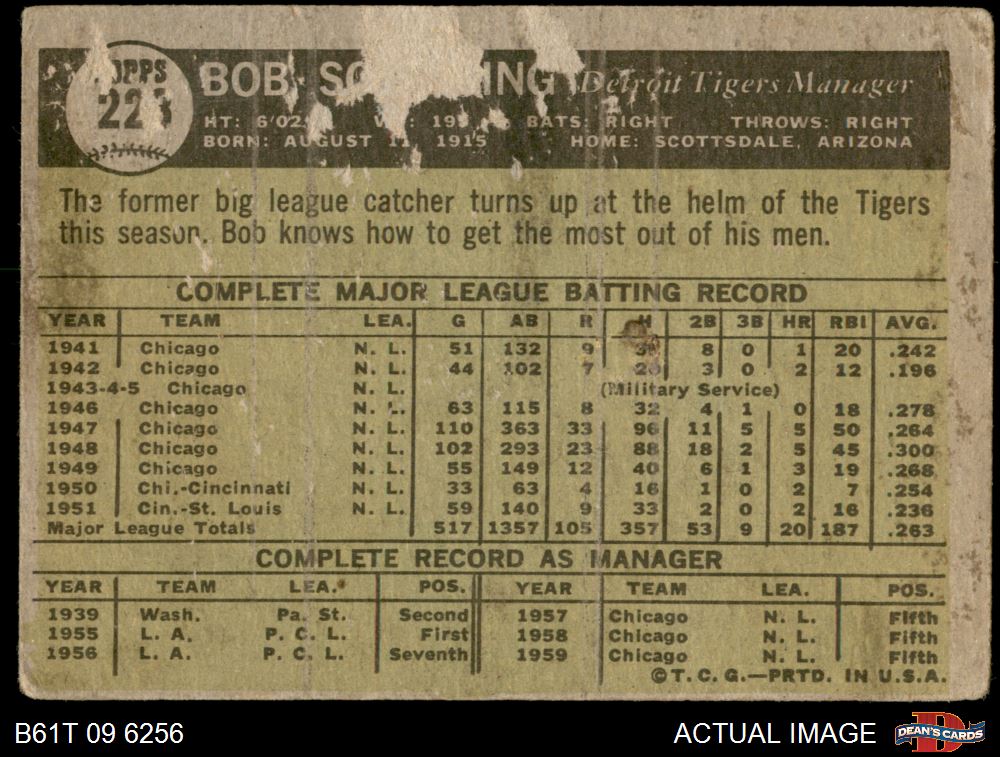 TOPPS
BOB Detroit Tigers Manager
HT: 6'02 BATS: RIGHT THROWS: RIGHT
BORN: AUGUST 11, 1915 HOME: SCOTTSDALE, ARIZONA
The former big league catcher turns up at the helm of the Tigers
this season. Bob knows how to get the most out of his men.
COMPLETE MAJOR LEAGUE BATTING RECORD
YEAR TEAM LEA. G AB R H 2B 3B HR RBI AVG.
1941 Chicago N. L. 51 132 9 8 0 1 20 .242
1942 Chicago N. L. 44 102 7 20 3 0 2 12 .196
1943-4-5 Chicago N. L. (Military Service)
1946 Chicago N. L. 63 115 8 32 4 1 0 18 .278
1947 Chicago N. L. 110 363 33 96 11 5 5 50 .264
1948 Chicago N. L. 102 293 23 88 18 2 5 45 .300
1949 Chicago N. L. 55 149 12 40 6 1 3 19 .268
1950 Chi.-Cincinnati N. L. 33 63 4 16 1 0 2 7 .254
1951 Cin.-St. Louis N. L. 59 140 9 33 2 0 2 16 .236
Major League Totals 517 1357 105 357 53 9 20 187 .263
COMPLETE RECORD AS MANAGER
YEAR TEAM LEA. POS. YEAR TEAM LEA. POS.
1939 Wash. Pa. St. Second 1957 Chicago N. L. Fifth
1955 L. A. P. C. L. First 1958 Chicago N. L. Fifth
1956 L. A. P. C. L. Seventh 1959 Chicago N. L. Fifth
©T. C. G.—PRTD. IN U.S.A.
B61T 09 6256 ACTUAL IMAGE DEAN'S CARDS